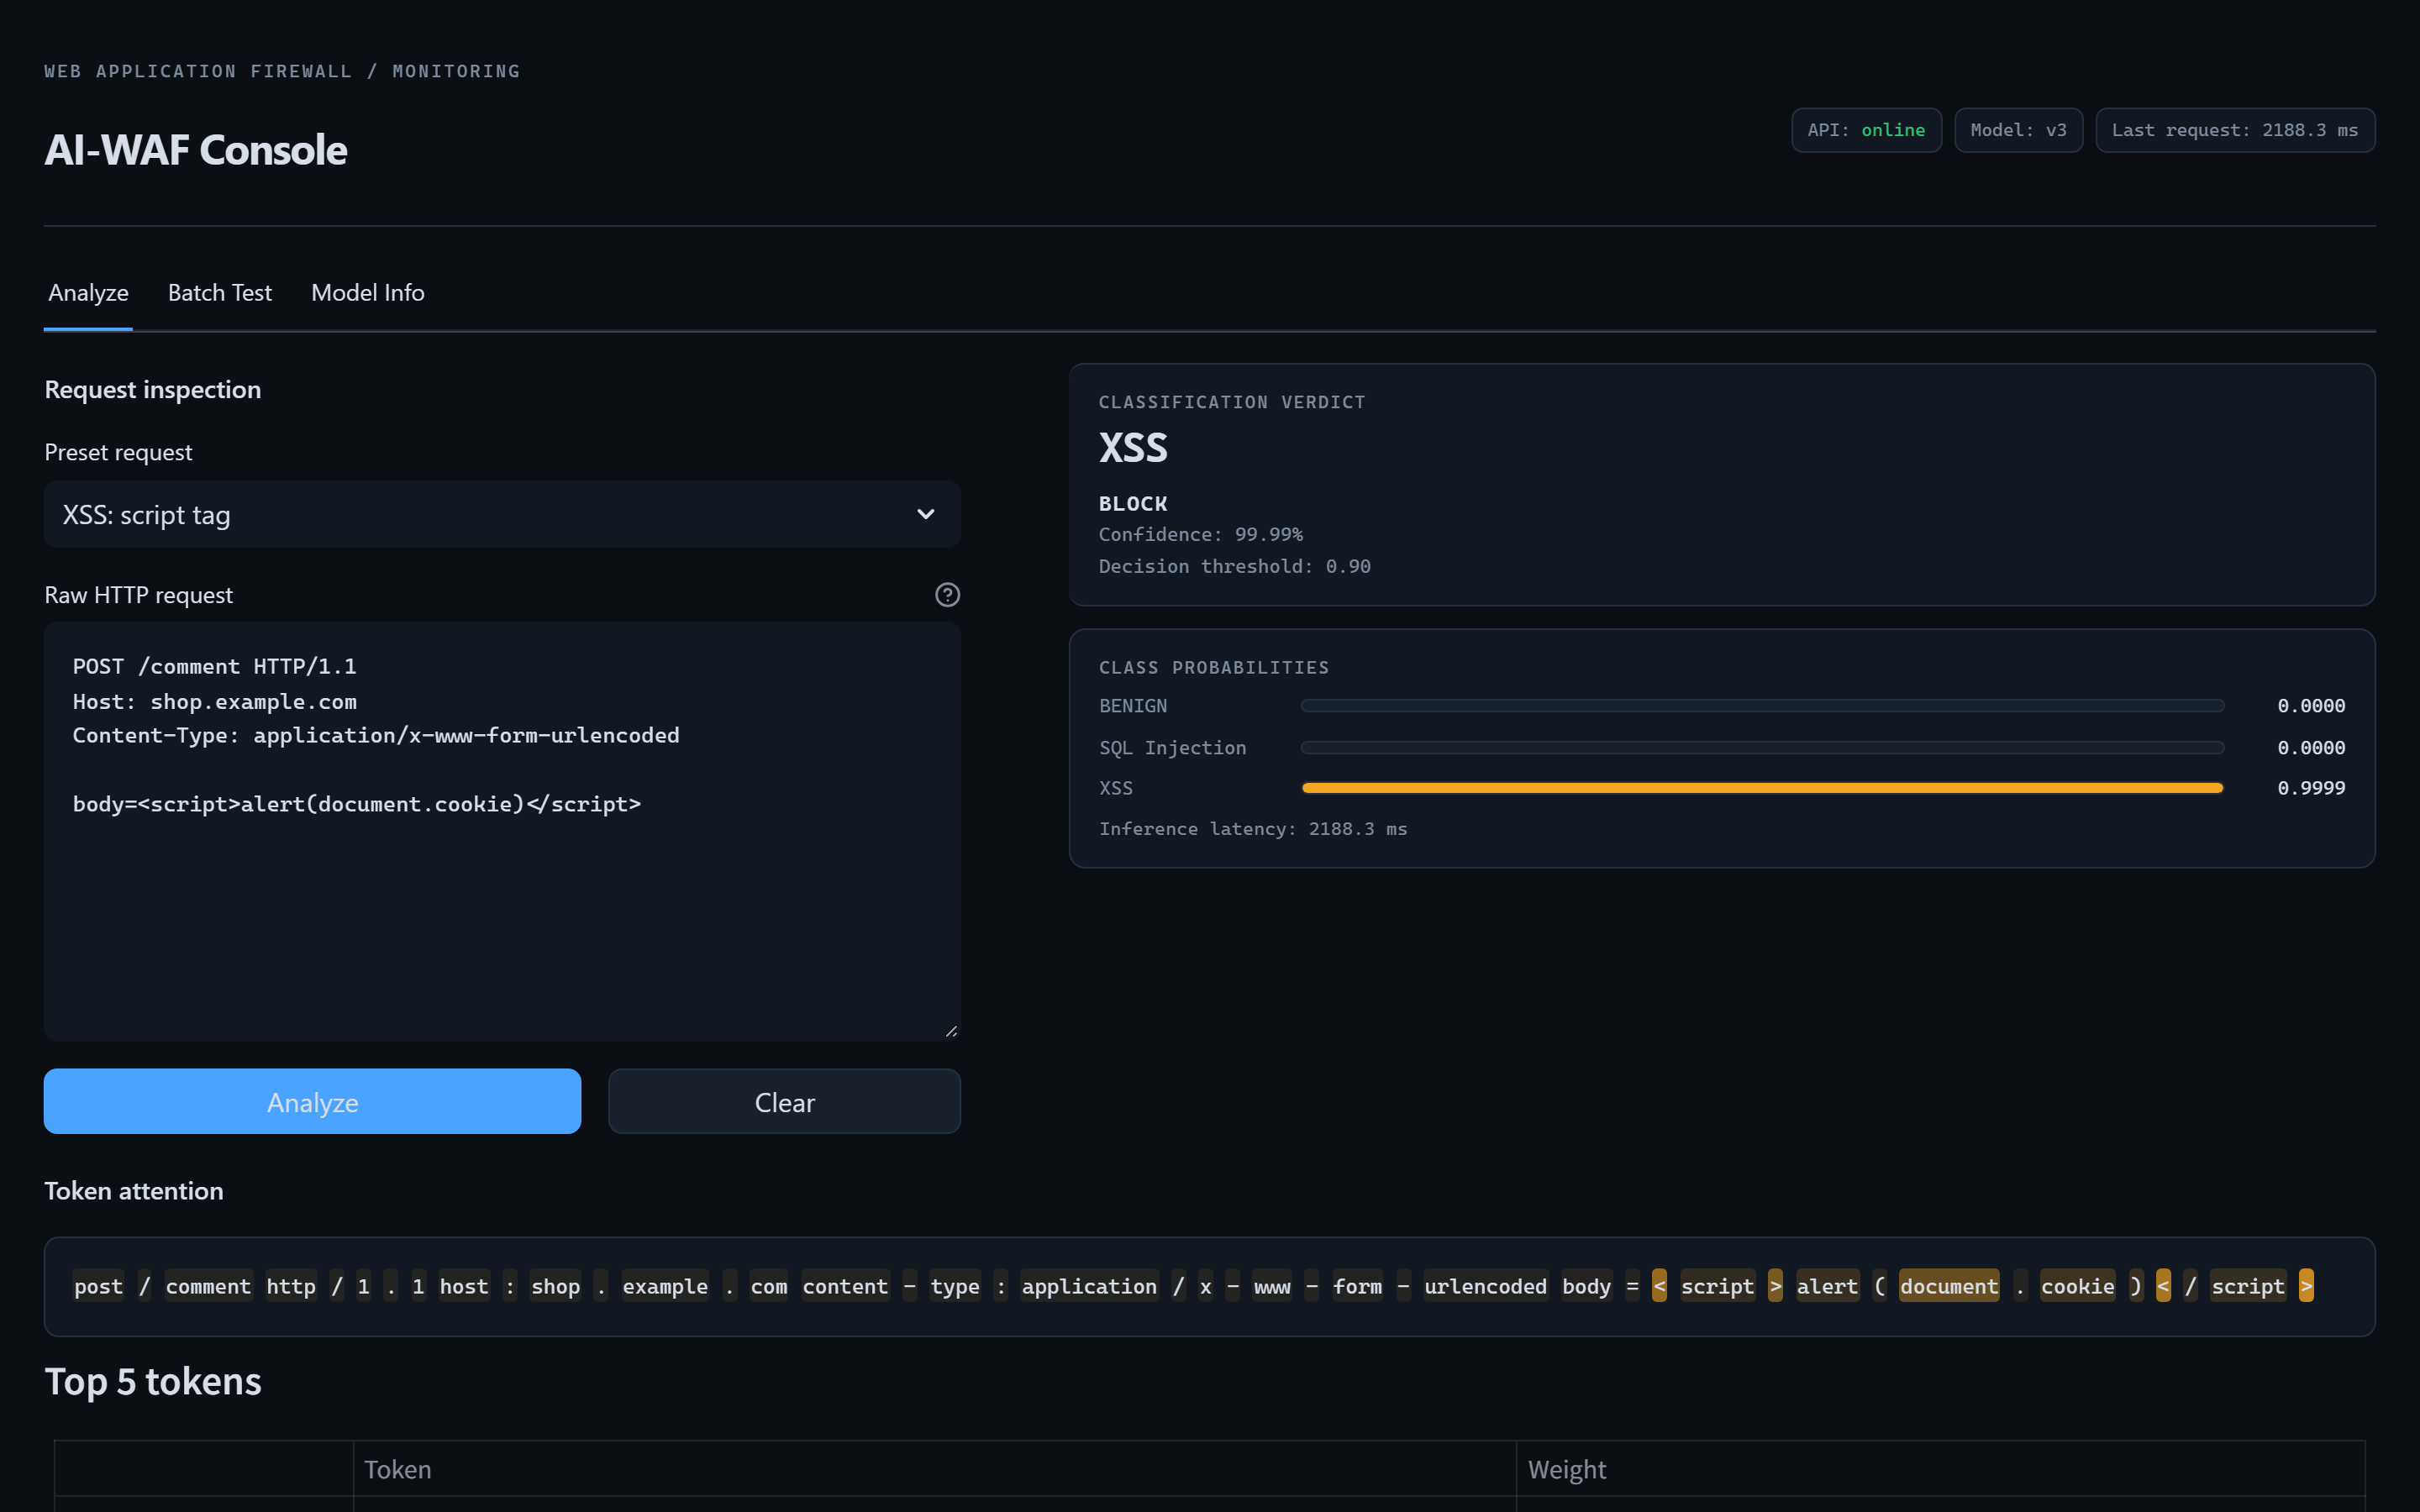 WEB APPLICATION FIREWALL / MONITORING
AI-WAF Console
API: online
Model: v3
Last request: 2188.3 ms
Analyze
Batch Test
Model Info
Request inspection
Preset request
XSS: script tag
Raw HTTP request
POST /comment HTTP/1.1
Host: shop.example.com
Content-Type: application/x-www-form-urlencoded
body=<script>alert(document.cookie)</script>
Analyze
Clear
CLASSIFICATION VERDICT
XSS
BLOCK
Confidence: 99.99%
Decision threshold: 0.90
CLASS PROBABILITIES
BENIGN 0.0000
SQL Injection 0.0000
XSS 0.9999
Inference latency: 2188.3 ms
Token attention
post / comment http / 1 . 1 host : shop . example . com content - type : application / x - www - form - urlencoded body = < script > alert ( document . cookie ) < / script >
Top 5 tokens
Token Weight